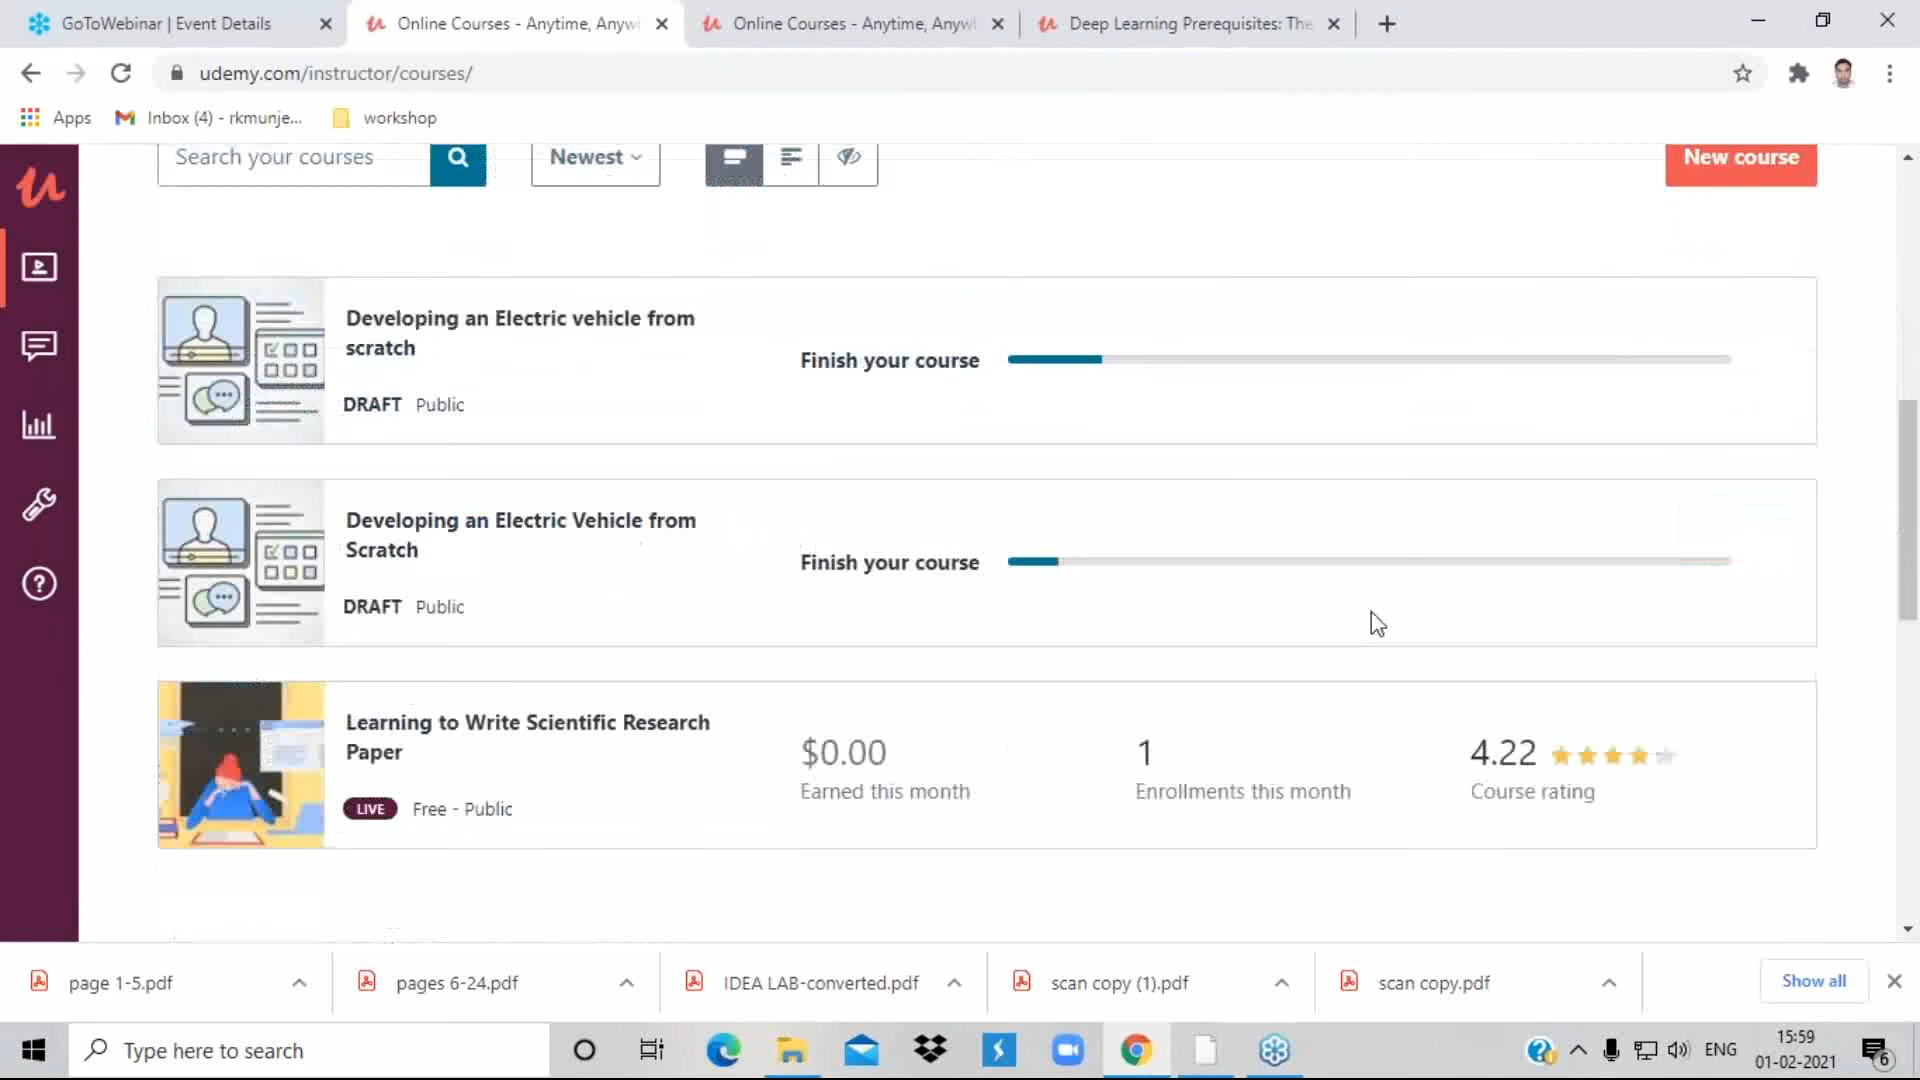 GoToWebinar | Event Details
Online Courses - Anytime, Anyw
Online Courses - Anytime, Anyw
Deep Learning Prerequisites: The
udemy.com/instructor/courses/
Apps
Inbox (4) - rkmunje...
workshop
Search your courses
Newest
New course
Developing an Electric vehicle from
scratch
DRAFT Public
Finish your course
Developing an Electric Vehicle from
Scratch
DRAFT Public
Finish your course
Learning to Write Scientific Research
Paper
LIVE Free - Public
$0.00
Earned this month
1
Enrollments this month
4.22
Course rating
page 1-5.pdf
pages 6-24.pdf
IDEA LAB-converted.pdf
scan copy (1).pdf
scan copy.pdf
Show all
Type here to search
ENG
15:59
01-02-2021
6